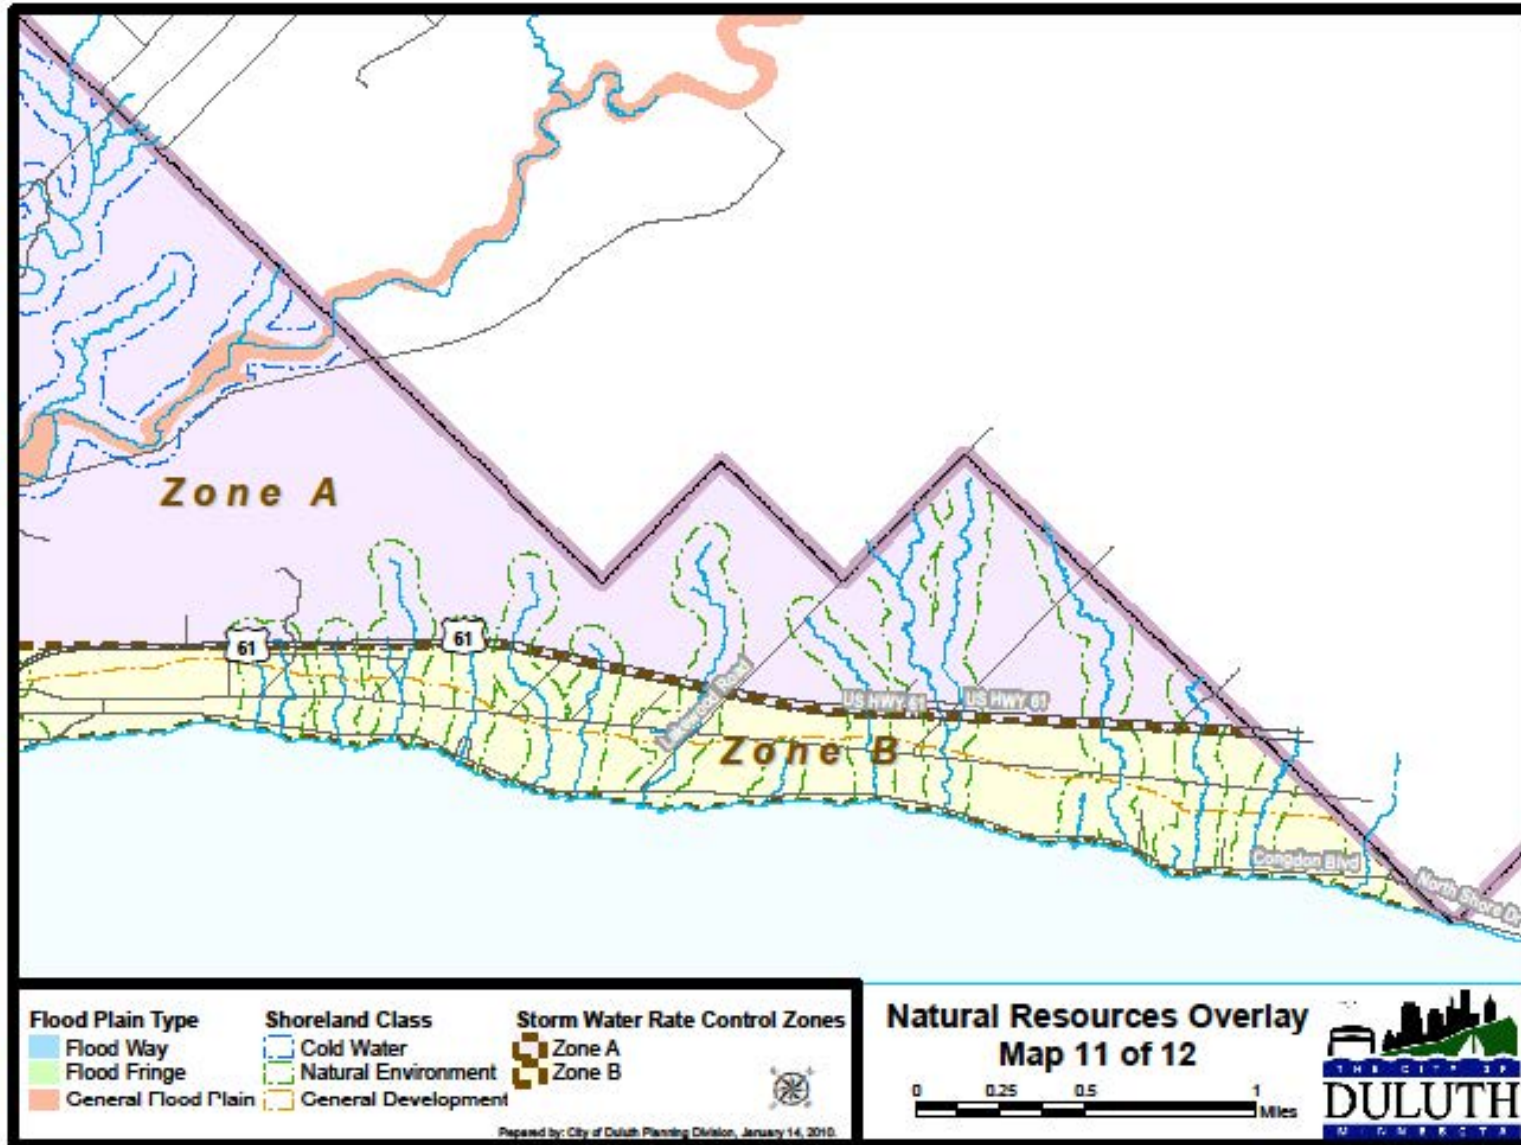 Zone A
61
61
Lakewood Road
US HWY 61
US HWY 61
Zone B
Congdon Blvd
North Shore Dr
Flood Plain Type
Flood Way
Flood Fringe
General Flood Plain
Shoreland Class
Cold Water
Natural Environment
General Development
Storm Water Rate Control Zones
Zone A
Zone B
Prepared by: City of Duluth Planning Division, January 14, 2010.
Natural Resources Overlay
Map 11 of 12
0 0.25 0.5 1
Miles
THE CITY OF
DULUTH
MINNESOTA